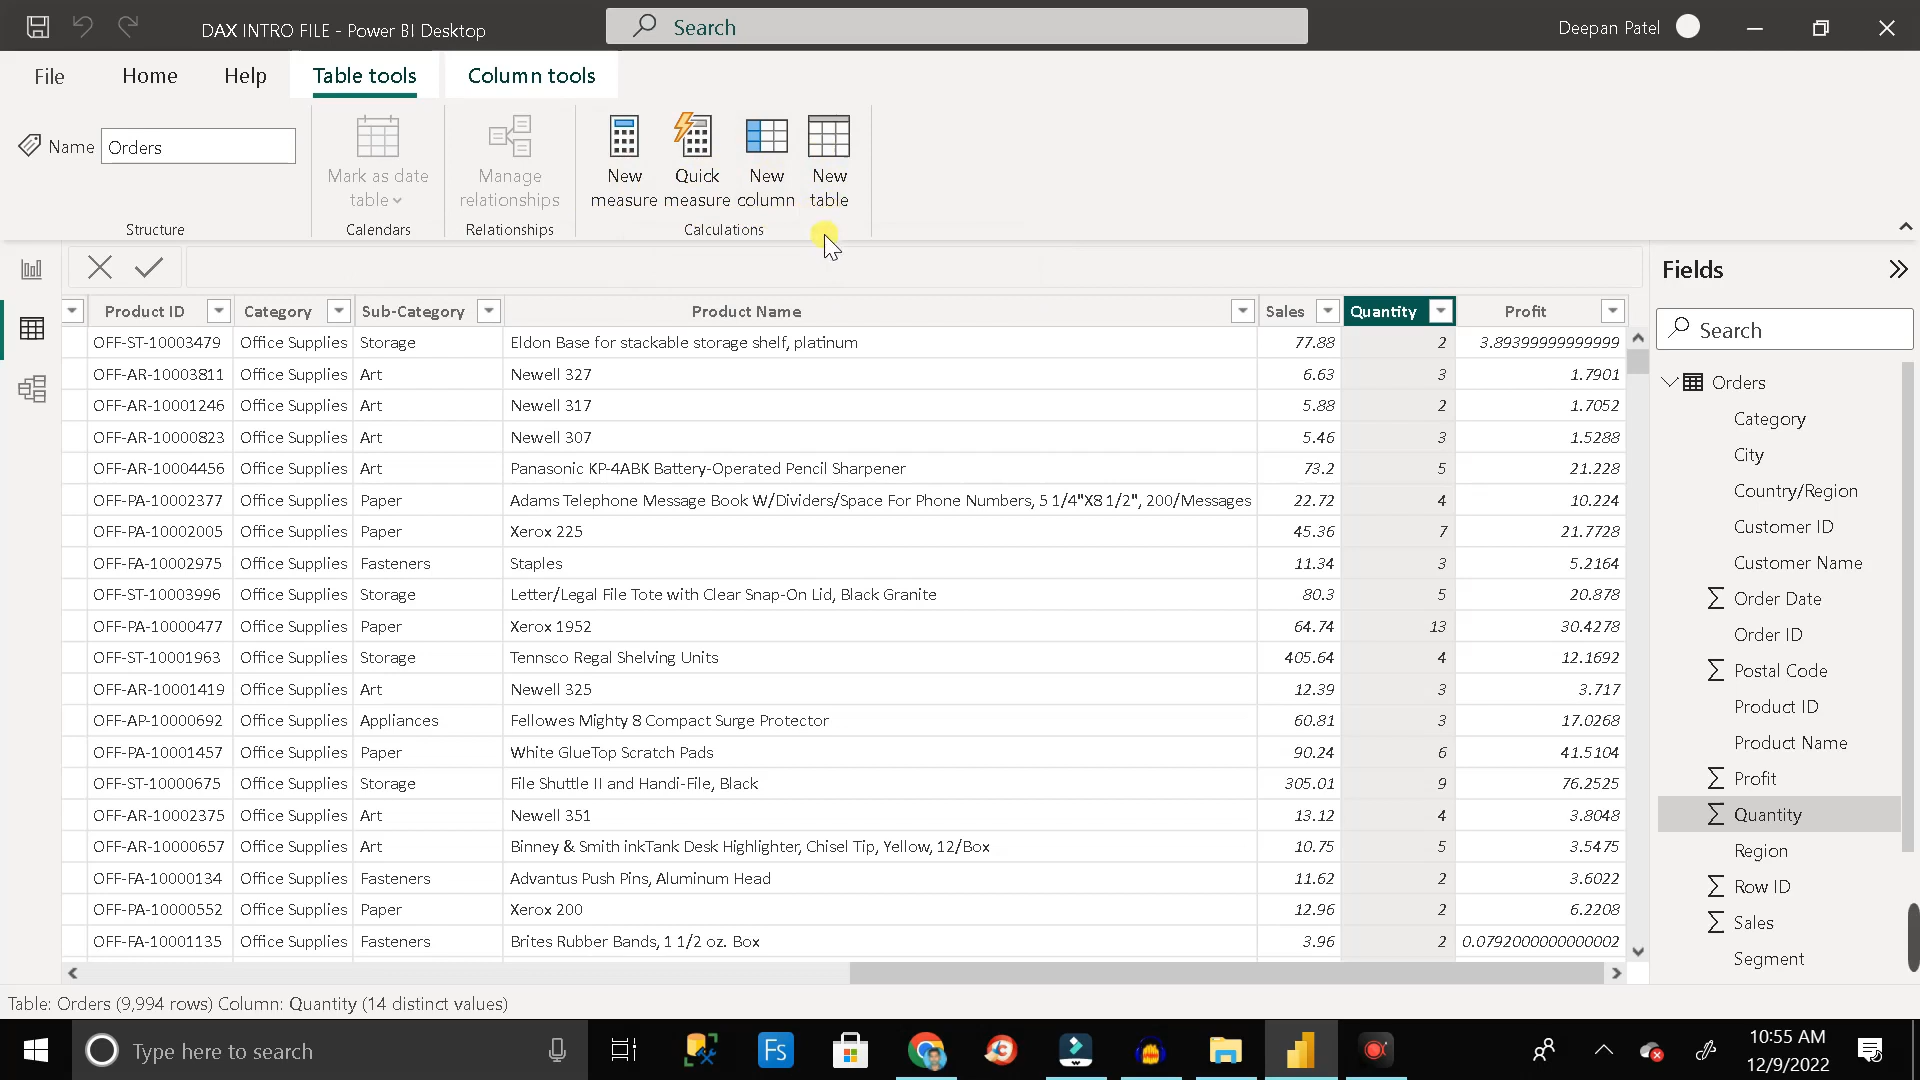 DAX INTRO FILE - Power BI Desktop
Search
Deepan Patel
File Home Help Table tools Column tools
Name Orders
Mark as date table
Manage relationships
New measure
Quick measure
New column
New table
Structure Calendars Relationships Calculations
Fields
Search
Product ID Category Sub-Category Product Name Sales Quantity Profit
OFF-ST-10003479 Office Supplies Storage Eldon Base for stackable storage shelf, platinum 77.88 2 3.89399999999999
OFF-AR-10003811 Office Supplies Art Newell 327 6.63 3 1.7901
OFF-AR-10001246 Office Supplies Art Newell 317 5.88 2 1.7052
OFF-AR-10000823 Office Supplies Art Newell 307 5.46 3 1.5288
OFF-AR-10004456 Office Supplies Art Panasonic KP-4ABK Battery-Operated Pencil Sharpener 73.2 5 21.228
OFF-PA-10002377 Office Supplies Paper Adams Telephone Message Book W/Dividers/Space For Phone Numbers, 5 1/4"X8 1/2", 200/Messages 22.72 4 10.224
OFF-PA-10002005 Office Supplies Paper Xerox 225 45.36 7 21.7728
OFF-FA-10002975 Office Supplies Fasteners Staples 11.34 3 5.2164
OFF-ST-10003996 Office Supplies Storage Letter/Legal File Tote with Clear Snap-On Lid, Black Granite 80.3 5 20.878
OFF-PA-10000477 Office Supplies Paper Xerox 1952 64.74 13 30.4278
OFF-ST-10001963 Office Supplies Storage Tennsco Regal Shelving Units 405.64 4 12.1692
OFF-AR-10001419 Office Supplies Art Newell 325 12.39 3 3.717
OFF-AP-10000692 Office Supplies Appliances Fellowes Mighty 8 Compact Surge Protector 60.81 3 17.0268
OFF-PA-10001457 Office Supplies Paper White GlueTop Scratch Pads 90.24 6 41.5104
OFF-ST-10000675 Office Supplies Storage File Shuttle II and Handi-File, Black 305.01 9 76.2525
OFF-AR-10002375 Office Supplies Art Newell 351 13.12 4 3.8048
OFF-AR-10000657 Office Supplies Art Binney & Smith inkTank Desk Highlighter, Chisel Tip, Yellow, 12/Box 10.75 5 3.5475
OFF-FA-10000134 Office Supplies Fasteners Advantus Push Pins, Aluminum Head 11.62 2 3.6022
OFF-PA-10000552 Office Supplies Paper Xerox 200 12.96 2 6.2208
OFF-FA-10001135 Office Supplies Fasteners Brites Rubber Bands, 1 1/2 oz. Box 3.96 2 0.0792000000000002
Orders
Category
City
Country/Region
Customer ID
Customer Name
Order Date
Order ID
Postal Code
Product ID
Product Name
Profit
Quantity
Region
Row ID
Sales
Segment
Table: Orders (9,994 rows) Column: Quantity (14 distinct values)
Type here to search
Fs
10:55 AM
12/9/2022